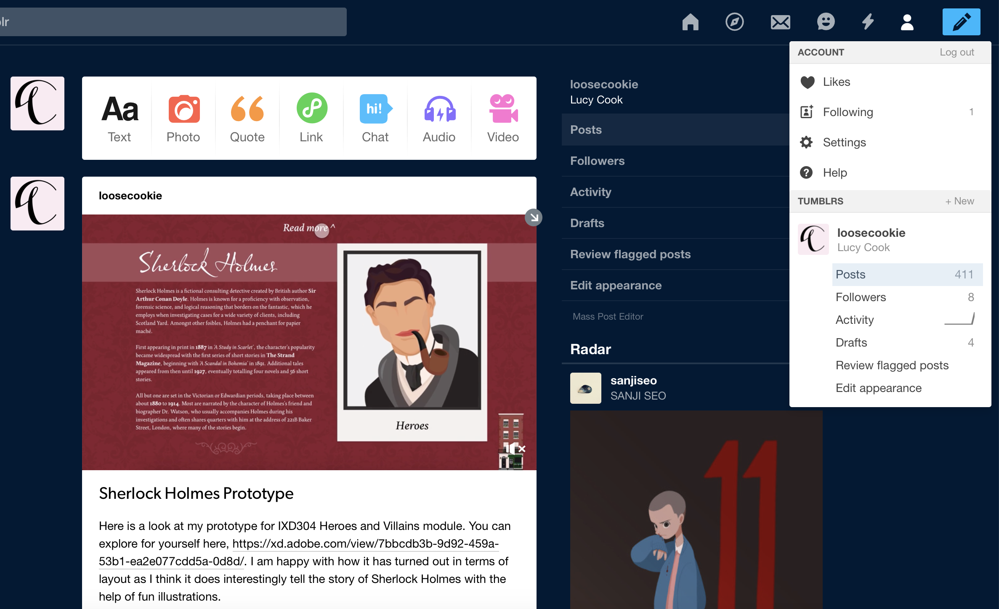 lr
Aa
hi!
Text
Photo
Quote
Link
Chat
Audio
Video
loosecookie
Read more ^
Sherlock Holmes
Sherlock Holmes is a fictional consulting detective created by British author Sir
Arthur Conan Doyle. Holmes is known for a proficiency with observation,
forensic science, and logical reasoning that borders on the fantastic, which he
employs when investigating cases for a wide variety of clients, including
Scotland Yard. Amongst other foibles, Holmes had a penchant for papier
maché.
First appearing in print in 1887 in 'A Study in Scarlet', the character's popularity
became widespread with the first series of short stories in The Strand
Magazine, beginning with 'A Scandal in Bohemia' in 1891. Additional tales
appeared from then until 1927, eventually totalling four novels and 56 short
stories.
All but one are set in the Victorian or Edwardian periods, taking place between
about 1880 to 1914. Most are narrated by the character of Holmes's friend and
biographer Dr. Watson, who usually accompanies Holmes during his
investigations and often shares quarters with him at the address of 221B Baker
Street, London, where many of the stories begin.
Heroes
Sherlock Holmes Prototype
Here is a look at my prototype for IXD304 Heroes and Villains module. You can
explore for yourself here, https://xd.adobe.com/view/7bbcdb3b-9d92-459a-
53b1-ea2e077cdd5a-0d8d/. I am happy with how it has turned out in terms of
layout as I think it does interestingly tell the story of Sherlock Holmes with the
help of fun illustrations.
loosecookie
Lucy Cook
Posts
Followers
Activity
Drafts
Review flagged posts
Edit appearance
Mass Post Editor
Radar
sanjiseo
SANJI SEO
11
ACCOUNT Log out
Likes
Following 1
Settings
Help
TUMBLRS + New
loosecookie
Lucy Cook
Posts 411
Followers 8
Activity
Drafts 4
Review flagged posts
Edit appearance